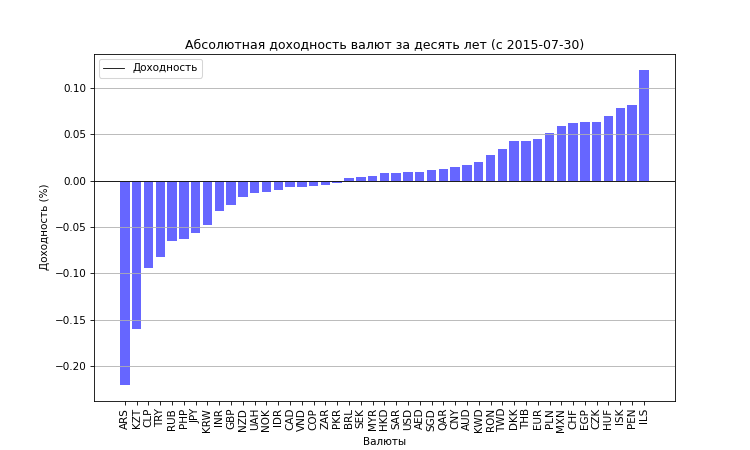 Абсолютная доходность валют за десять лет (с 2015-07-30)
Доходность
0.10
0.05
0.00
−0.05
−0.10
−0.15
−0.20
Доходность (%)
ARS KZT CLP TRY RUB PHP JPY KRW INR GBP NZD UAH NOK IDR CAD VND COP ZAR PKR BRL SEK MYR HKD SAR USD AED SGD QAR CNY AUD KWD RON TWD DKK THB EUR PLN MXN CHF EGP CZK HUF ISK PEN ILS
Валюты